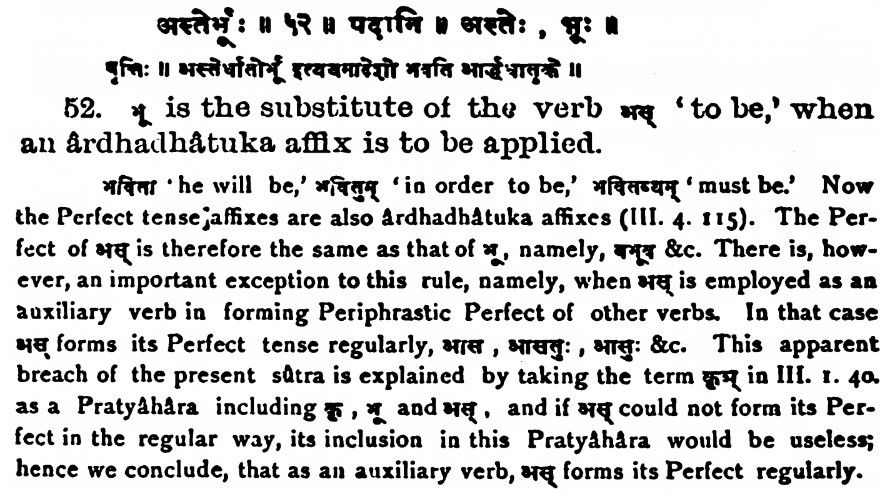 अस्तेर्भूः ॥ ५२ ॥ पदानि ॥ अस्तेः , भूः ॥
वृत्तिः ॥ अस्तेर्धातोर्भू इत्ययमादेशो भवति आर्द्धधातुके ॥
52. भू is the substitute of the verb अस् ‘to be,’ when
an ârdhadhâtuka affix is to be applied.
भविता ‘he will be,’ भवितुम् ‘in order to be,’ भवितव्यम् ‘must be.’ Now
the Perfect tense affixes are also ârdhadhâtuka affixes (III. 4. 115). The Per-
fect of अस् is therefore the same as that of भू, namely, बभूव &c. There is, how-
ever, an important exception to this rule, namely, when अस् is employed as an
auxiliary verb in forming Periphrastic Perfect of other verbs. In that case
अस् forms its Perfect tense regularly, आस , आसतुः , आसुः &c. This apparent
breach of the present sûtra is explained by taking the term कृञ् in III. 1. 40.
as a Pratyâhâra including कृ , भू and अस् , and if अस् could not form its Per-
fect in the regular way, its inclusion in this Pratyâhâra would be useless;
hence we conclude, that as an auxiliary verb, अस् forms its Perfect regularly.